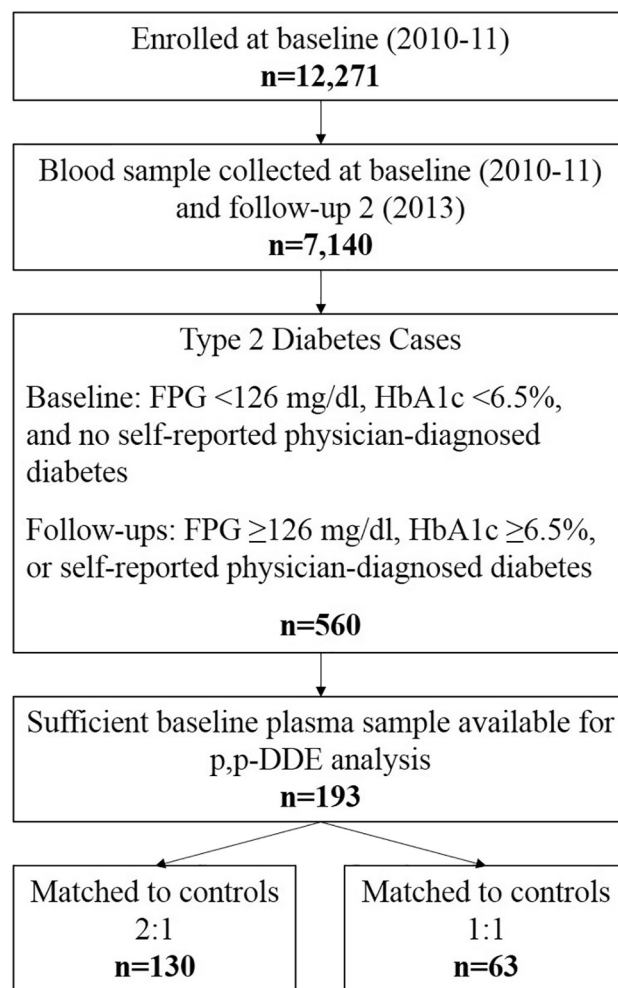 Enrolled at baseline (2010-11)
n=12,271
Blood sample collected at baseline (2010-11)
and follow-up 2 (2013)
n=7,140
Type 2 Diabetes Cases
Baseline: FPG <126 mg/dl, HbA1c <6.5%,
and no self-reported physician-diagnosed
diabetes
Follow-ups: FPG ≥126 mg/dl, HbA1c ≥6.5%,
or self-reported physician-diagnosed diabetes
n=560
Sufficient baseline plasma sample available for
p,p-DDE analysis
n=193
Matched to controls
2:1
n=130
Matched to controls
1:1
n=63